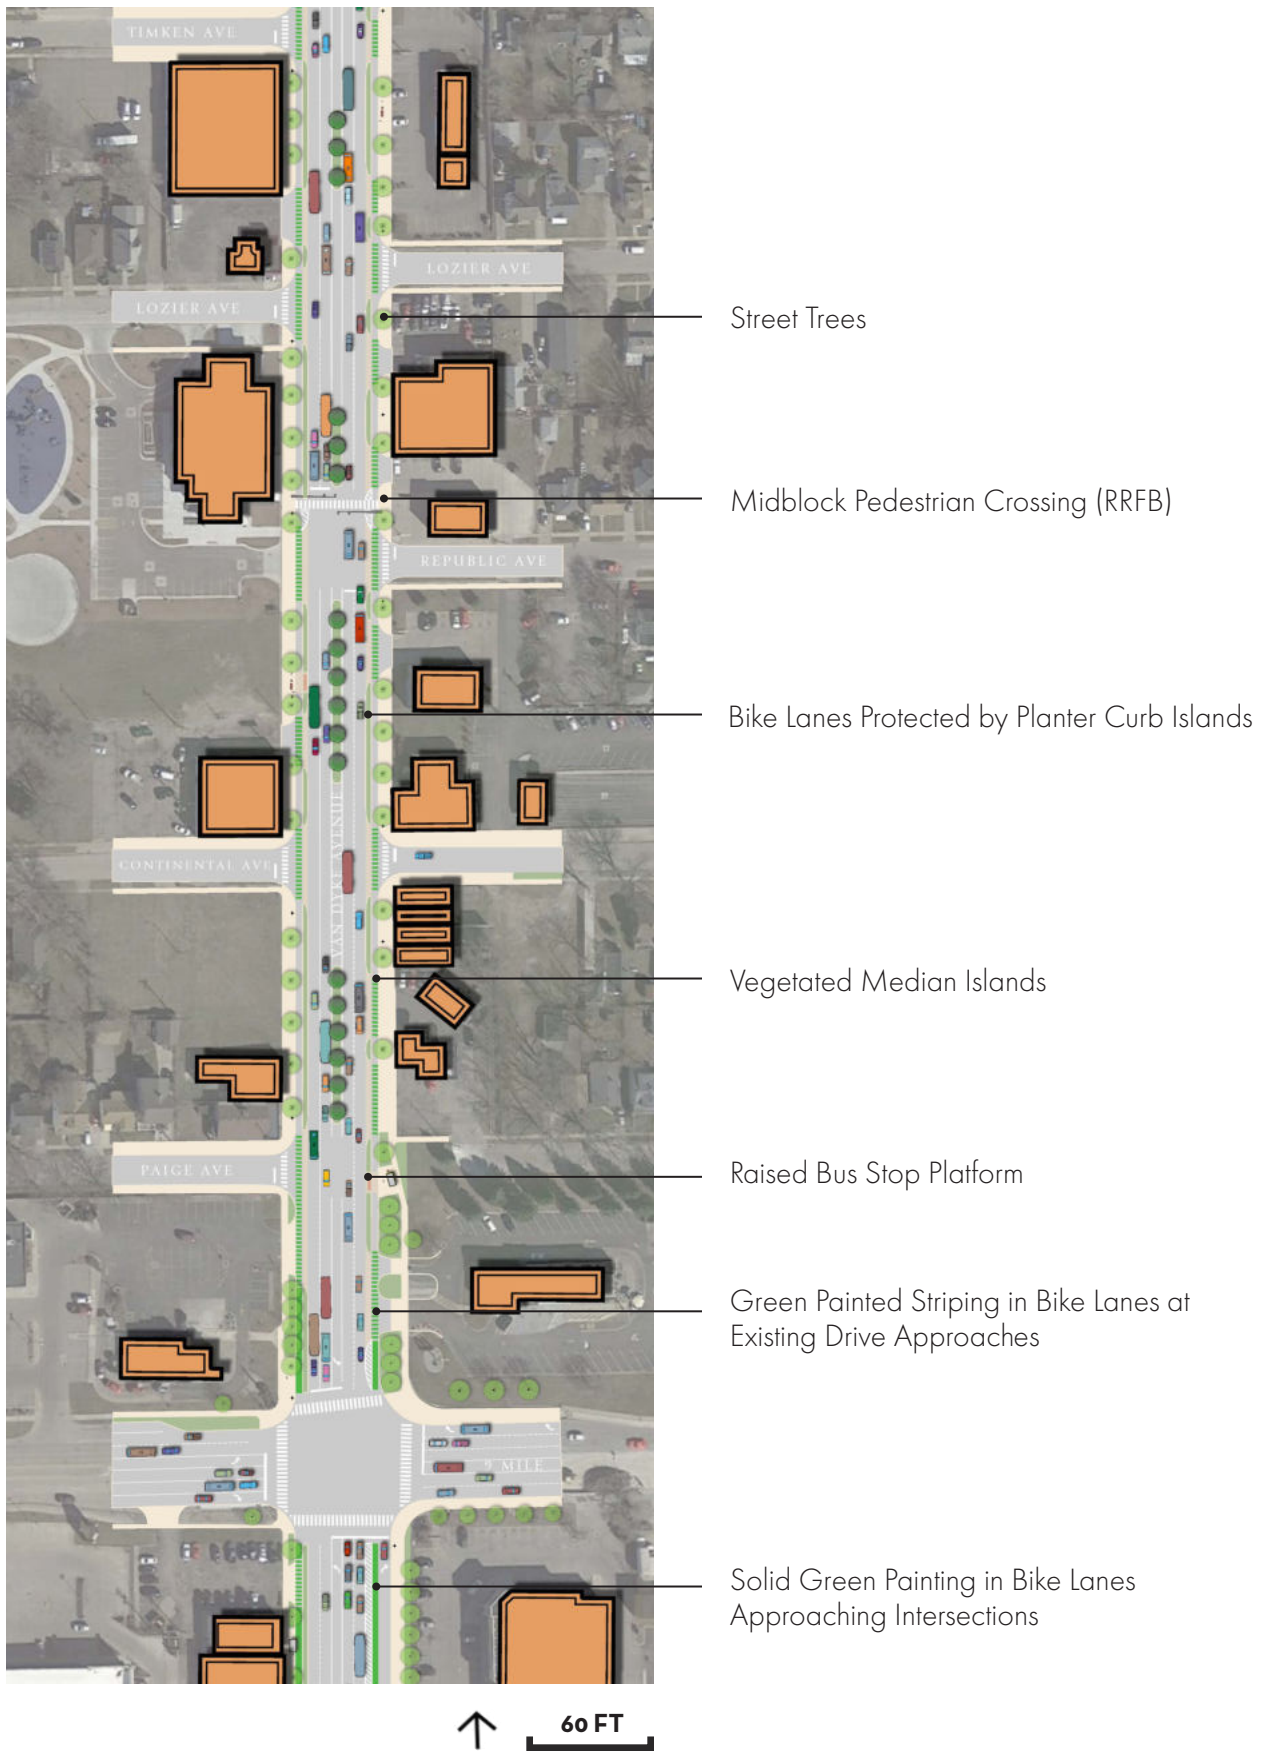 TIMKEN AVE
LOZIER AVE
LOZIER AVE
Street Trees
Midblock Pedestrian Crossing (RRFB)
REPUBLIC AVE
Bike Lanes Protected by Planter Curb Islands
VAN DYKE AVENUE
CONTINENTAL AVE
Vegetated Median Islands
PAIGE AVE
Raised Bus Stop Platform
Green Painted Striping in Bike Lanes at
Existing Drive Approaches
9 MILE
Solid Green Painting in Bike Lanes
Approaching Intersections
60 FT